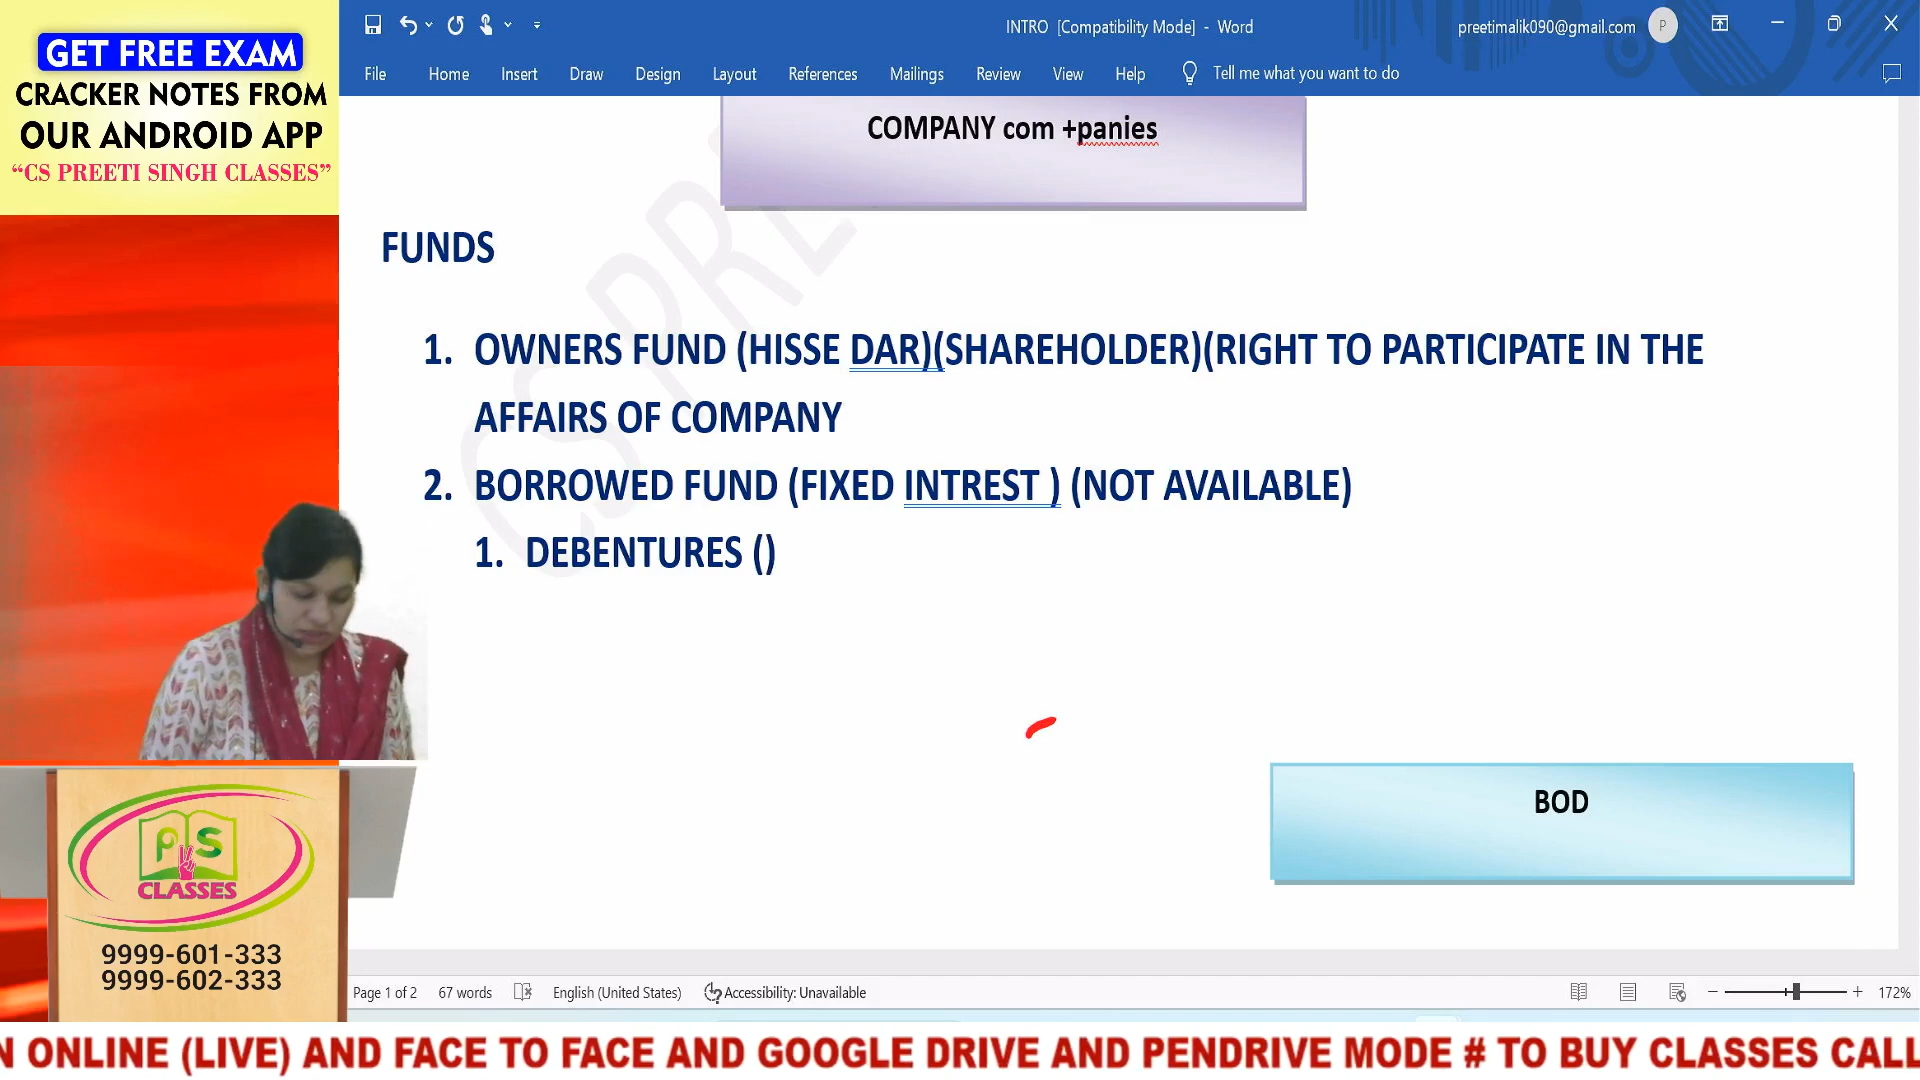 GET FREE EXAM
CRACKER NOTES FROM
OUR ANDROID APP
“CS PREETI SINGH CLASSES”
INTRO [Compatibility Mode] - Word
preetimalik090@gmail.com
P
File Home Insert Draw Design Layout References Mailings Review View Help Tell me what you want to do
COMPANY com +panies
CS PRE
FUNDS
1. OWNERS FUND (HISSE DAR)(SHAREHOLDER)(RIGHT TO PARTICIPATE IN THE
AFFAIRS OF COMPANY
2. BORROWED FUND (FIXED INTREST ) (NOT AVAILABLE)
1. DEBENTURES ()
BOD
PS
CLASSES
9999-601-333
9999-602-333
Page 1 of 2 67 words English (United States) Accessibility: Unavailable 172%
N ONLINE (LIVE) AND FACE TO FACE AND GOOGLE DRIVE AND PENDRIVE MODE # TO BUY CLASSES CALL